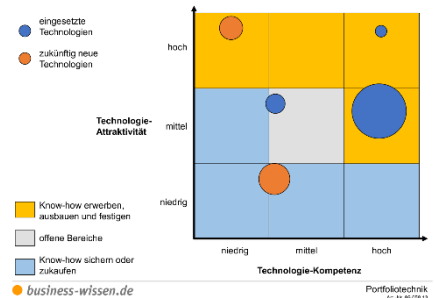 eingesetzte
Technologien
zukünftig neue
Technologien
hoch
Technologie-
Attraktivität
mittel
niedrig
Know-how erwerben,
ausbauen und festigen
offene Bereiche
Know-how sichern oder
zukaufen
niedrig
mittel
hoch
Technologie-Kompetenz
business-wissen.de
Portfoliotechnik